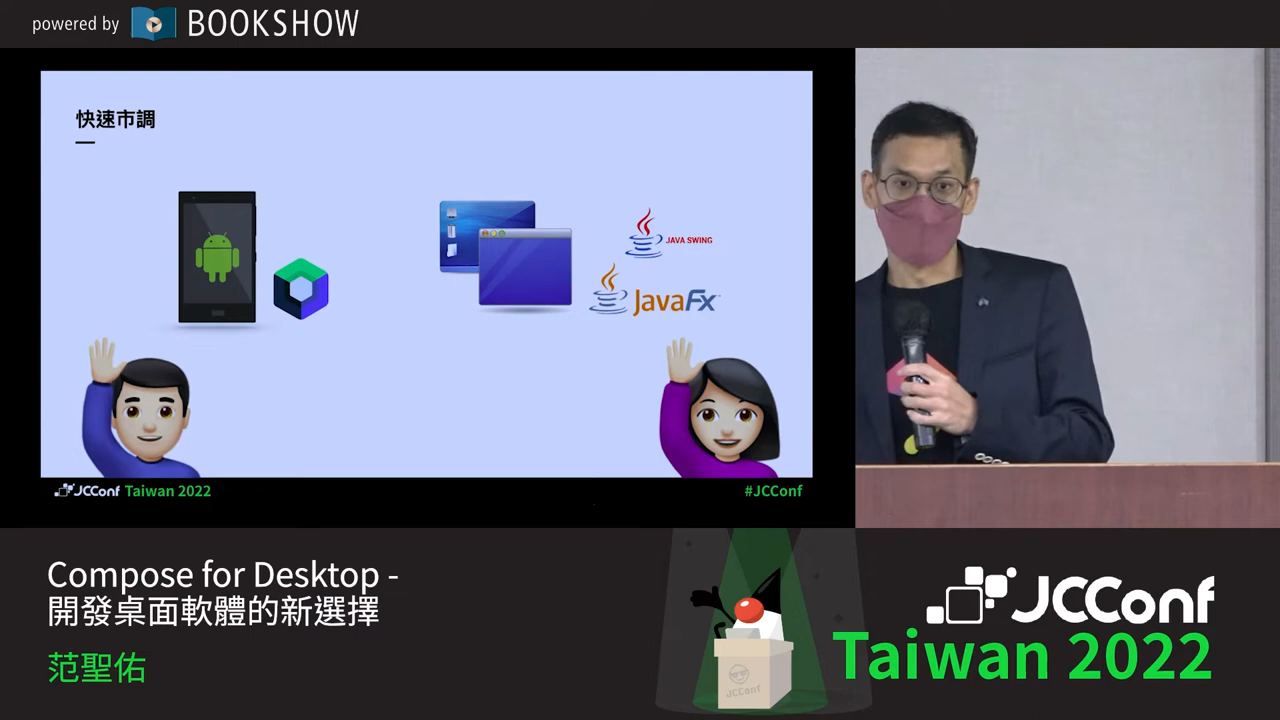 powered by BOOKSHOW
快速市調
JAVA SWING
JavaFx
JCConf Taiwan 2022
#JCConf
Compose for Desktop -
開發桌面軟體的新選擇
范聖佑
JCConf
JCConf
Taiwan 2022